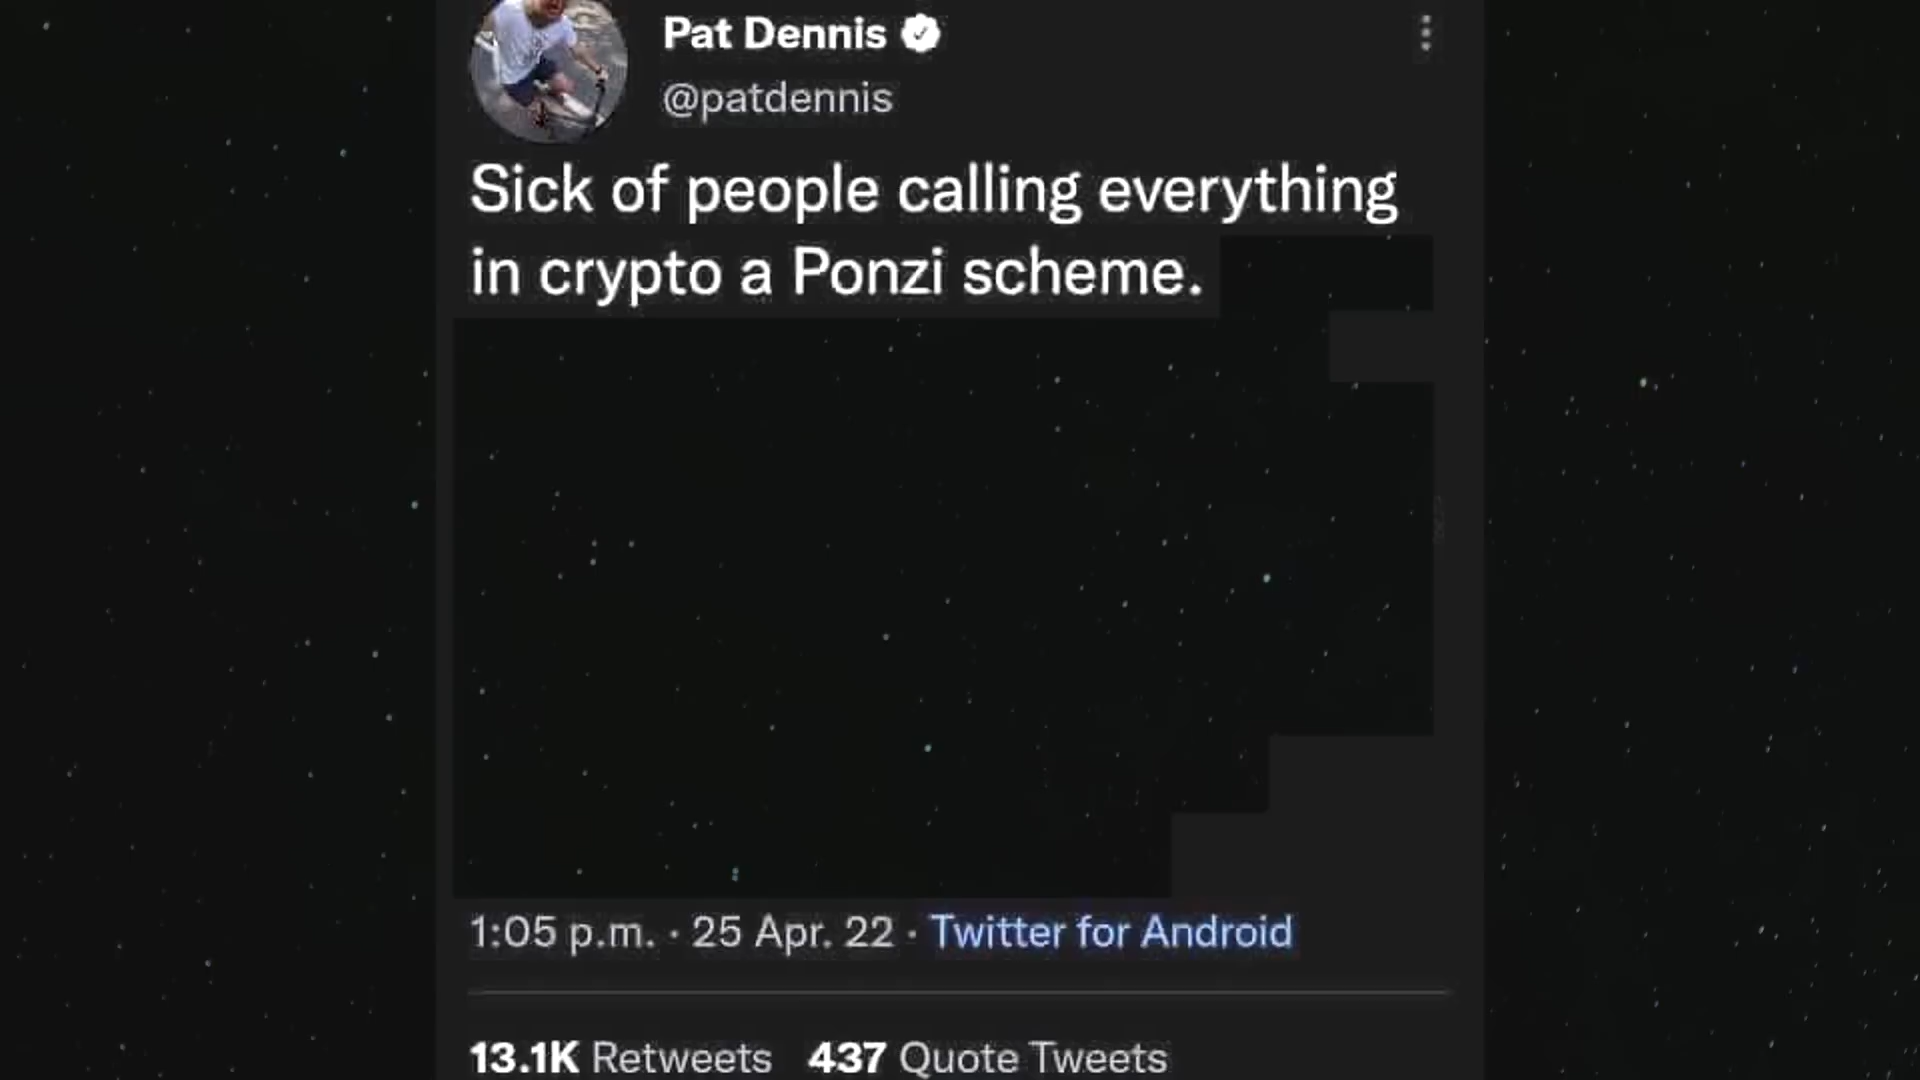 Pat Dennis
@patdennis
Sick of people calling everything
in crypto a Ponzi scheme.
1:05 p.m. · 25 Apr. 22 · Twitter for Android
13.1K Retweets 437 Quote Tweets